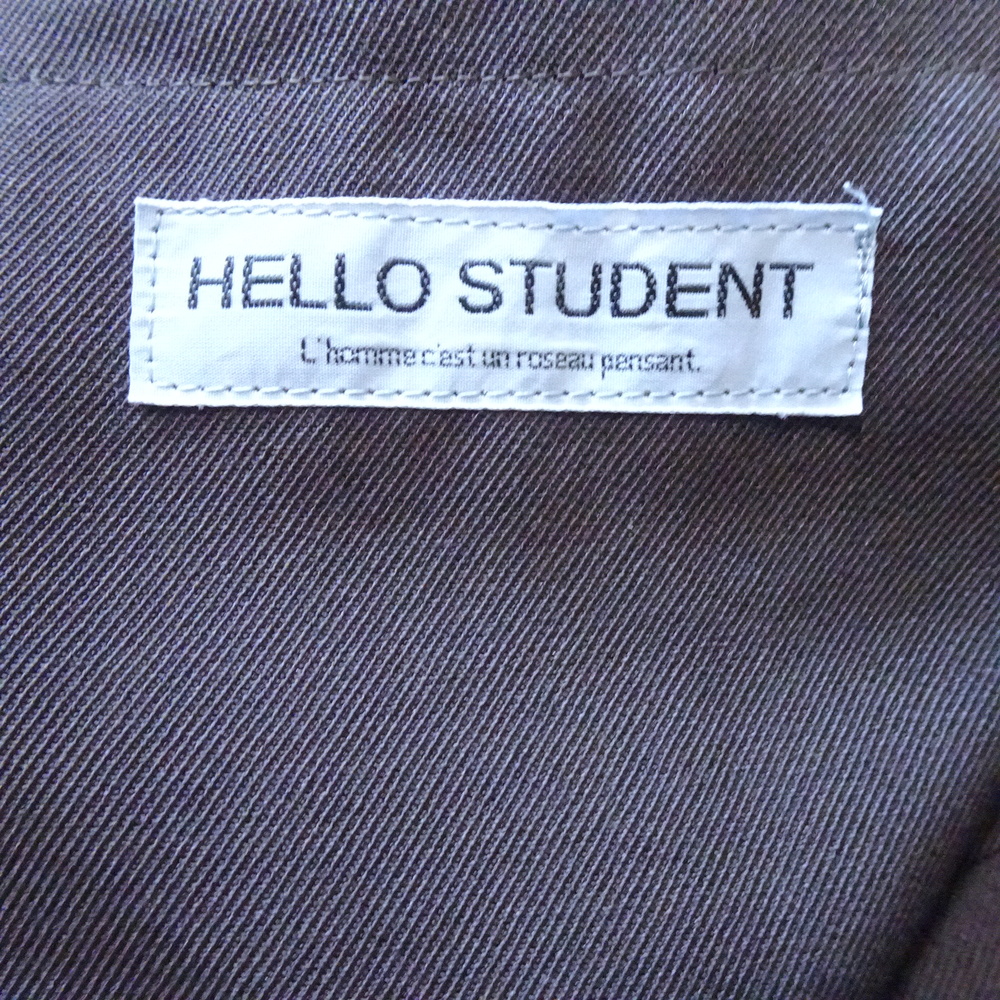 HELLO STUDENT
L'homme c'est un roseau pensant.